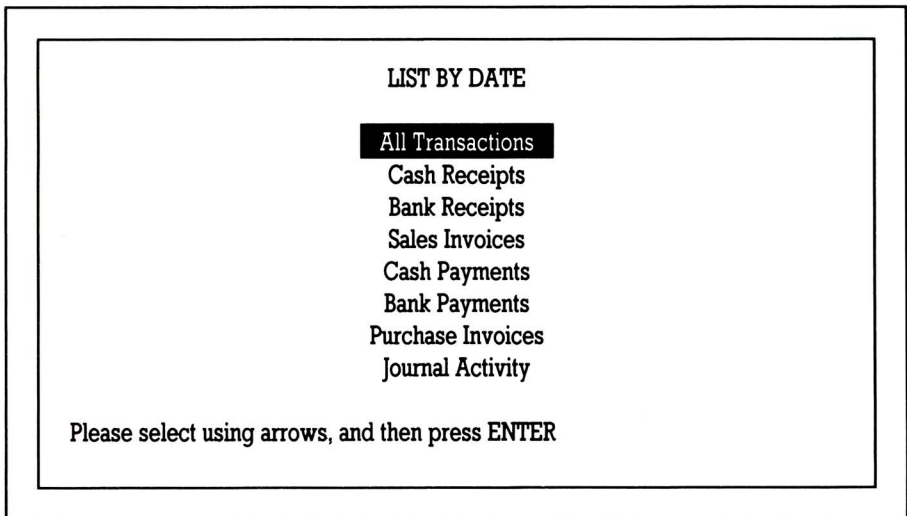 LIST BY DATE
All Transactions
Cash Receipts
Bank Receipts
Sales Invoices
Cash Payments
Bank Payments
Purchase Invoices
Journal Activity
Please select using arrows, and then press ENTER